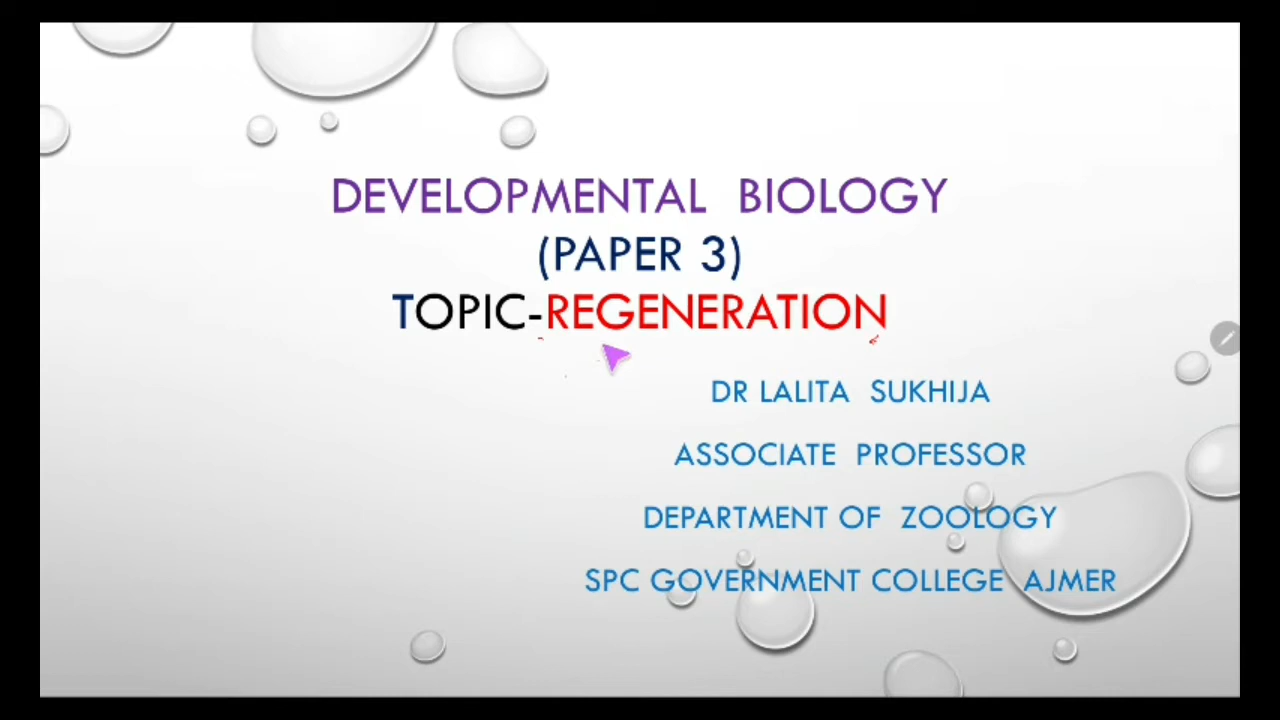 DEVELOPMENTAL BIOLOGY
(PAPER 3)
TOPIC-REGENERATION
DR LALITA SUKHIJA
ASSOCIATE PROFESSOR
DEPARTMENT OF ZOOLOGY
SPC GOVERNMENT COLLEGE AJMER